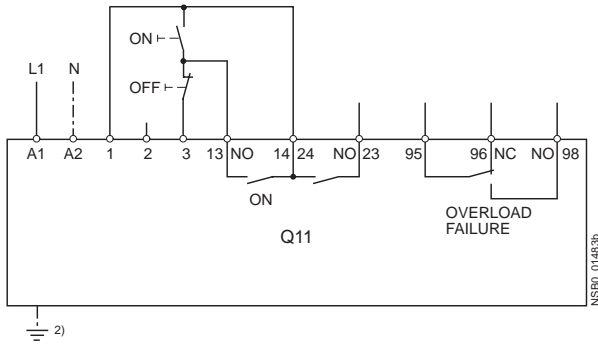 ON
L1 N
OFF
A1 A2 1 2 3 13 NO 14 24 NO 23 95 96 NC NO 98
ON
OVERLOAD
FAILURE
Q11
NSB0_01483b
2)